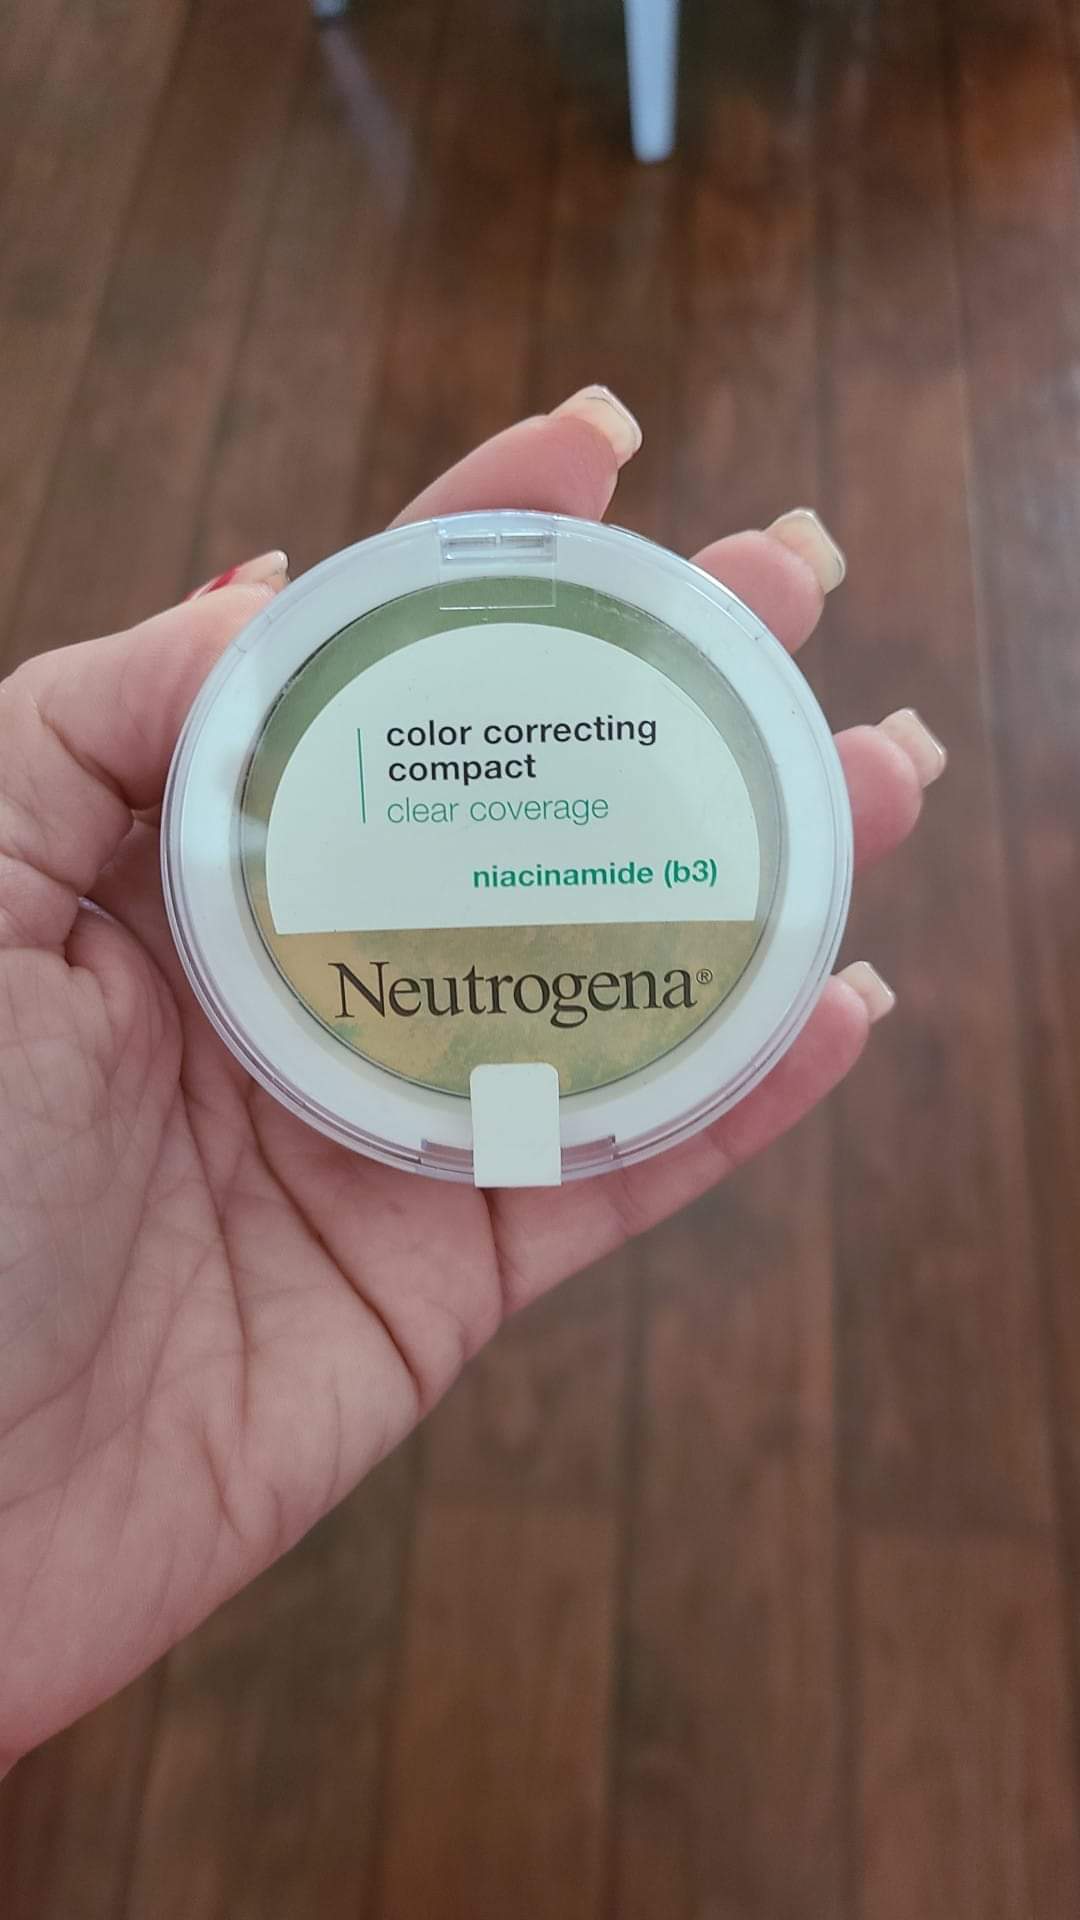 color correcting
compact
clear coverage
niacinamide (b3)
Neutrogena®